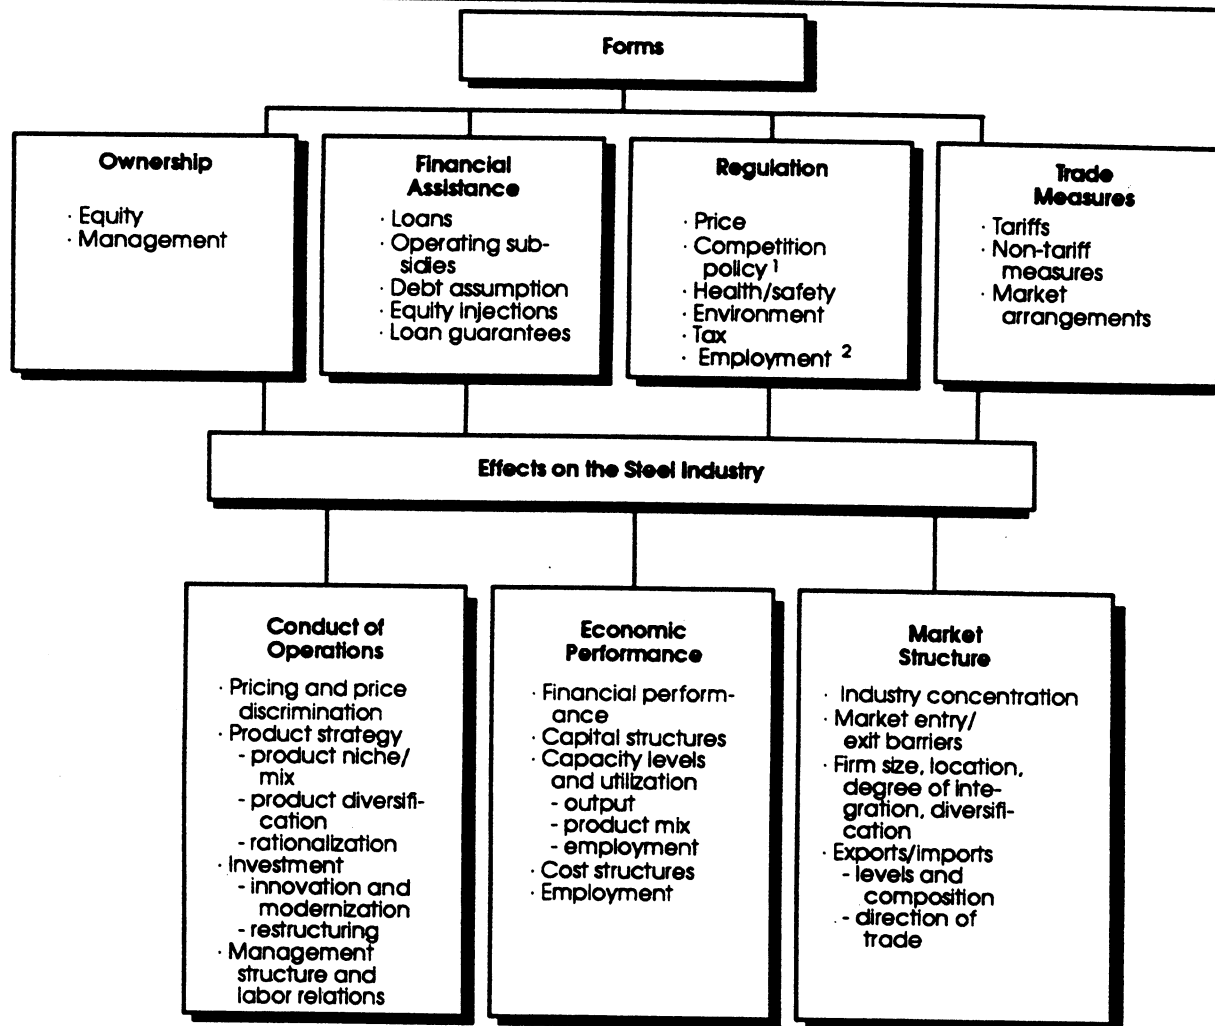 Forms
Ownership
· Equity
· Management
Financial
Assistance
· Loans
· Operating sub-
sidies
· Debt assumption
· Equity injections
· Loan guarantees
Regulation
· Price
· Competition
policy 1
· Health/safety
· Environment
· Tax
· Employment 2
Trade
Measures
· Tariffs
· Non-tariff
measures
· Market
arrangements
Effects on the Steel Industry
Conduct of
Operations
· Pricing and price
discrimination
· Product strategy
- product niche/
mix
- product diversifi-
cation
- rationalization
· Investment
- innovation and
modernization
- restructuring
· Management
structure and
labor relations
Economic
Performance
· Financial perform-
ance
· Capital structures
· Capacity levels
and utilization
- output
- product mix
- employment
· Cost structures
· Employment
Market
Structure
· Industry concentration
· Market entry/
exit barriers
· Firm size, location,
degree of inte-
gration, diversifi-
cation
· Exports/imports
- levels and
composition
- direction of
trade